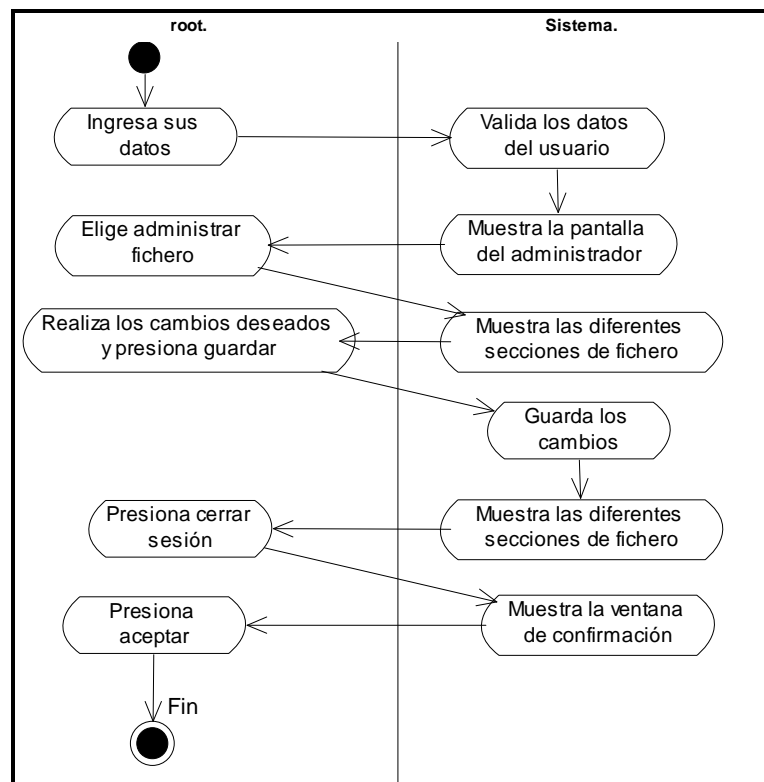 root.
Sistema.
Ingresa sus
datos
Valida los datos
del usuario
Muestra la pantalla
del administrador
Elige administrar
fichero
Muestra las diferentes
secciones de fichero
Realiza los cambios deseados
y presiona guardar
Guarda los
cambios
Muestra las diferentes
secciones de fichero
Presiona cerrar
sesión
Muestra la ventana
de confirmación
Presiona
aceptar
Fin